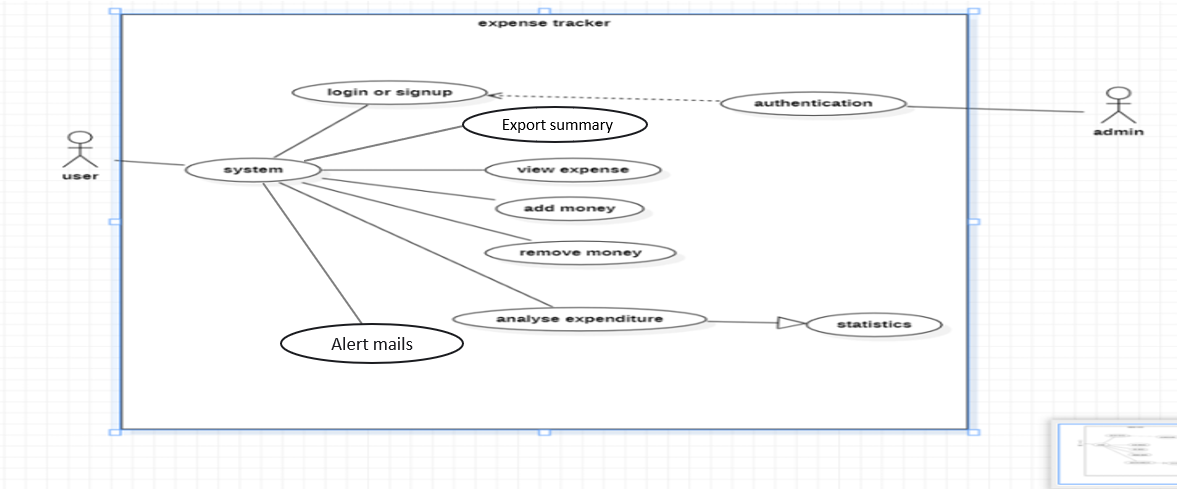 expense tracker
login or signup
authentication
Export summary
admin
user
system
view expense
add money
remove money
analyse expenditure
statistics
Alert mails